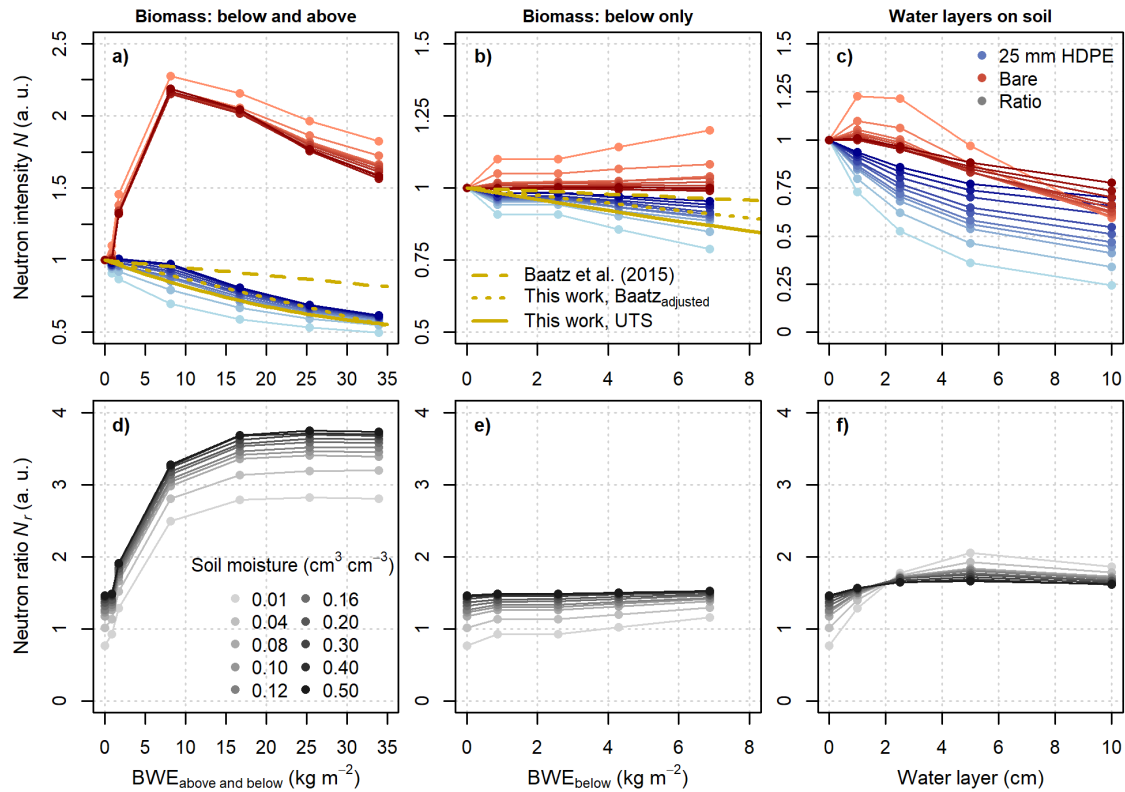 Biomass: below and above
Biomass: below only
Water layers on soil
Neutron intensity N (a. u.)
a)
2.5
2
1.5
1
0.5
0 5 10 15 20 25 30 35
b)
1.5
1.25
1
0.75
0.5
Baatz et al. (2015)
This work, Baatz_adjusted
This work, UTS
0 2 4 6 8
c)
25 mm HDPE
Bare
Ratio
1.5
1.25
1
0.75
0.5
0.25
0
0 2 4 6 8 10
Neutron ratio N_r (a. u.)
d)
4
3
2
1
0
Soil moisture (cm³ cm⁻³)
0.01 0.16
0.04 0.20
0.08 0.30
0.10 0.40
0.12 0.50
0 5 10 15 20 25 30 35
BWE_above and below (kg m⁻²)
e)
4
3
2
1
0
0 2 4 6 8
BWE_below (kg m⁻²)
f)
4
3
2
1
0
0 2 4 6 8 10
Water layer (cm)